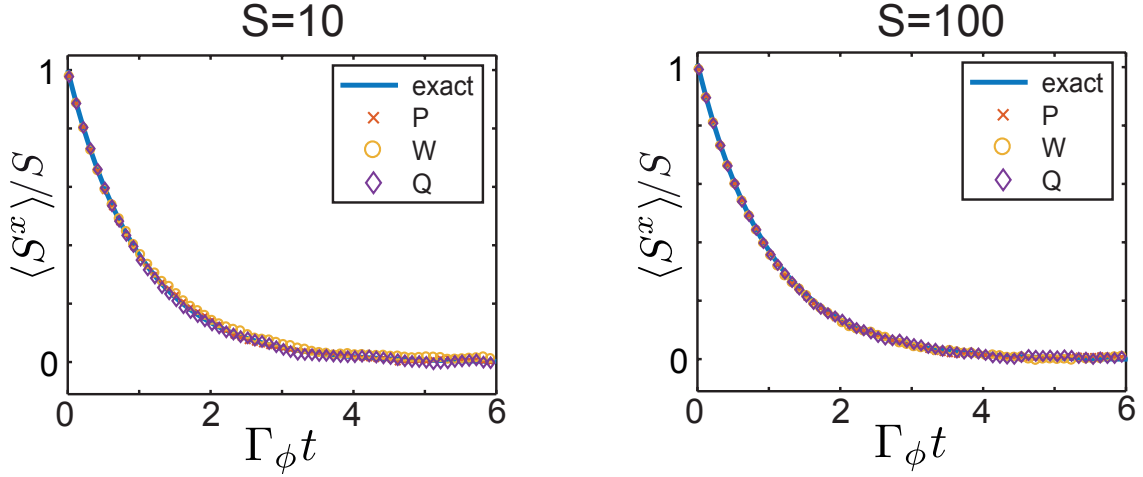 S=10
1
0
⟨S^x⟩/S
exact
P
W
Q
0 2 4 6
Γ_ϕ t
S=100
1
0
⟨S^x⟩/S
exact
P
W
Q
0 2 4 6
Γ_ϕ t